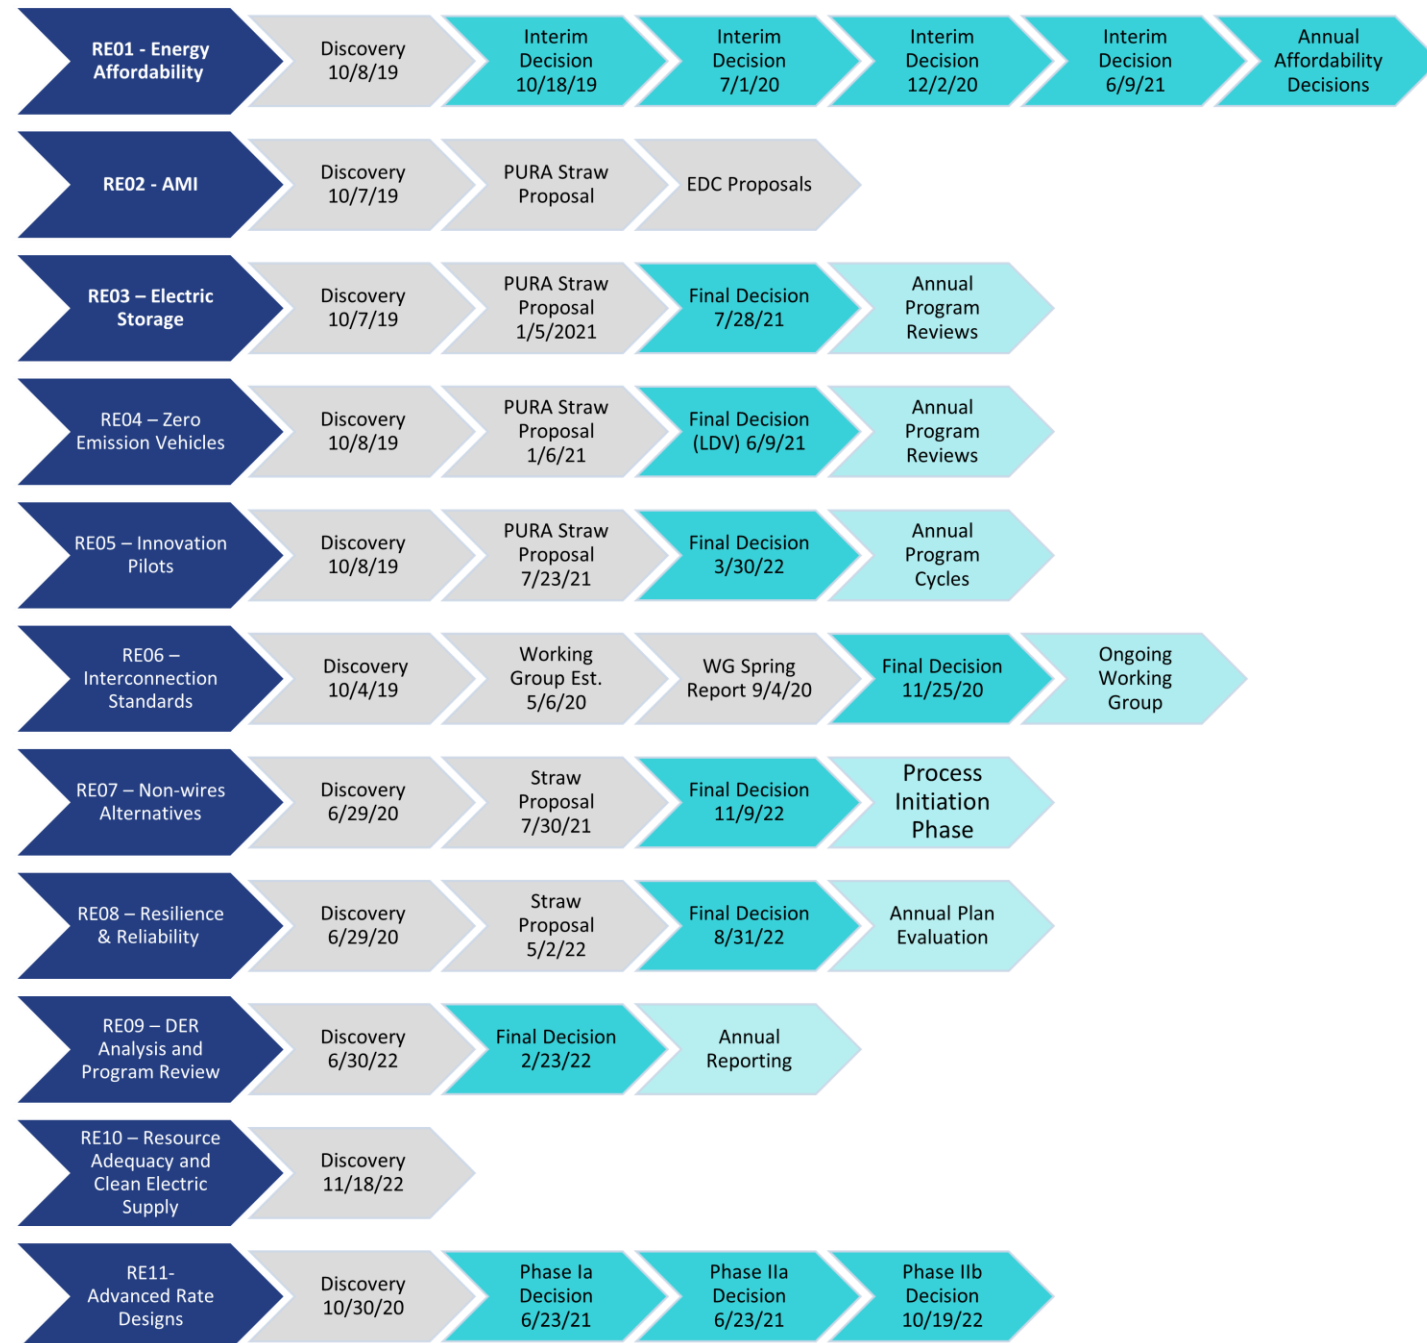 RE01 - Energy
Affordability
Discovery
10/8/19
Interim
Decision
10/18/19
Interim
Decision
7/1/20
Interim
Decision
12/2/20
Interim
Decision
6/9/21
Annual
Affordability
Decisions
RE02 - AMI
Discovery
10/7/19
PURA Straw
Proposal
EDC Proposals
RE03 – Electric
Storage
Discovery
10/7/19
PURA Straw
Proposal
1/5/2021
Final Decision
7/28/21
Annual
Program
Reviews
RE04 – Zero
Emission Vehicles
Discovery
10/8/19
PURA Straw
Proposal
1/6/21
Final Decision
(LDV) 6/9/21
Annual
Program
Reviews
RE05 – Innovation
Pilots
Discovery
10/8/19
PURA Straw
Proposal
7/23/21
Final Decision
3/30/22
Annual
Program
Cycles
RE06 –
Interconnection
Standards
Discovery
10/4/19
Working
Group Est.
5/6/20
WG Spring
Report 9/4/20
Final Decision
11/25/20
Ongoing
Working
Group
RE07 – Non-wires
Alternatives
Discovery
6/29/20
Straw
Proposal
7/30/21
Final Decision
11/9/22
Process
Initiation
Phase
RE08 – Resilience
& Reliability
Discovery
6/29/20
Straw
Proposal
5/2/22
Final Decision
8/31/22
Annual Plan
Evaluation
RE09 – DER
Analysis and
Program Review
Discovery
6/30/22
Final Decision
2/23/22
Annual
Reporting
RE10 – Resource
Adequacy and
Clean Electric
Supply
Discovery
11/18/22
RE11-
Advanced Rate
Designs
Discovery
10/30/20
Phase Ia
Decision
6/23/21
Phase IIa
Decision
6/23/21
Phase IIb
Decision
10/19/22